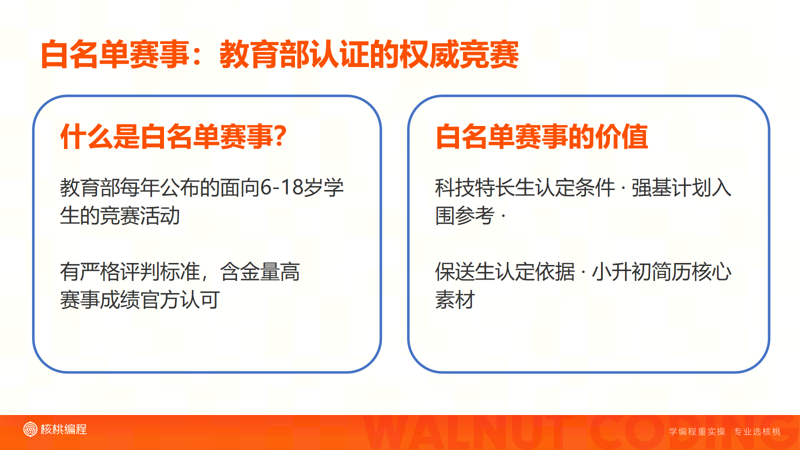 白名单赛事：教育部认证的权威竞赛
什么是白名单赛事?
教育部每年公布的面向6-18岁学
生的竞赛活动
有严格评判标准，含金量高
赛事成绩官方认可
白名单赛事的价值
科技特长生认定条件 · 强基计划入
围参考 ·
保送生认定依据 · 小升初简历核心
素材
核桃编程
WALNUT CODING
学编程重实操 专业选核桃